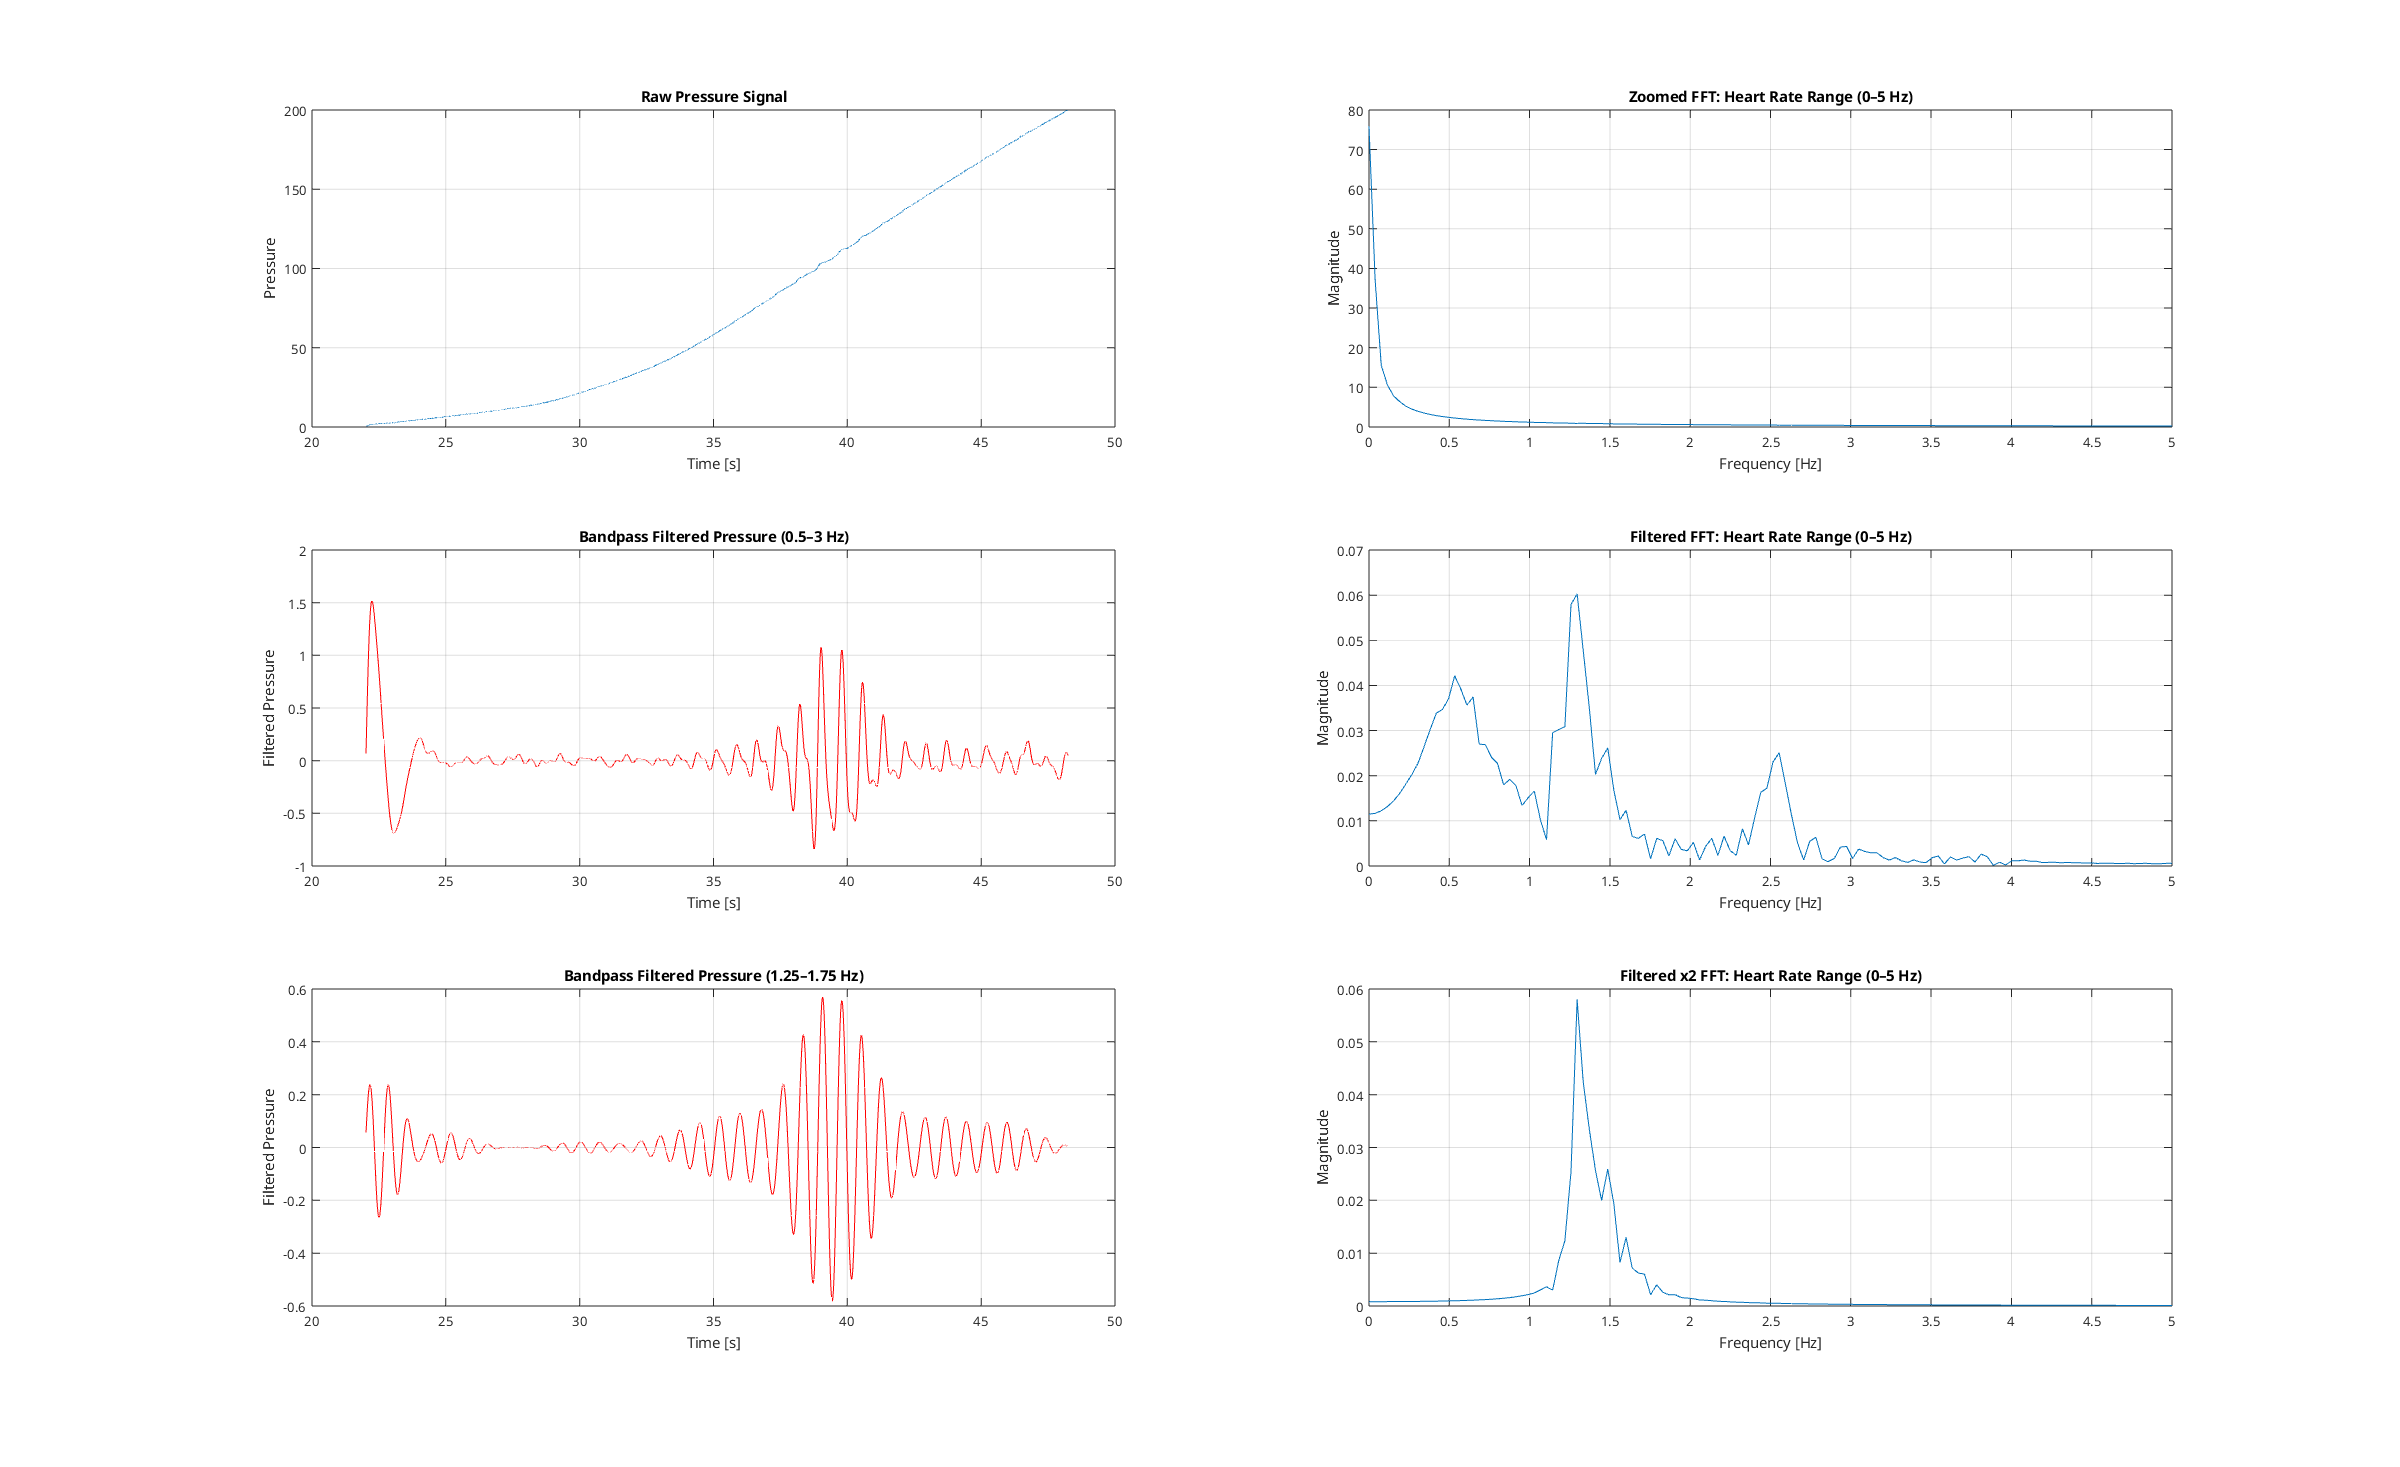 Raw Pressure Signal
200
150
100
50
0
Pressure
20 25 30 35 40 45 50
Time [s]
Zoomed FFT: Heart Rate Range (0–5 Hz)
80
70
60
50
40
30
20
10
0
Magnitude
0 0.5 1 1.5 2 2.5 3 3.5 4 4.5 5
Frequency [Hz]
Bandpass Filtered Pressure (0.5–3 Hz)
2
1.5
1
0.5
0
-0.5
-1
Filtered Pressure
20 25 30 35 40 45 50
Time [s]
Filtered FFT: Heart Rate Range (0–5 Hz)
0.07
0.06
0.05
0.04
0.03
0.02
0.01
0
Magnitude
0 0.5 1 1.5 2 2.5 3 3.5 4 4.5 5
Frequency [Hz]
Bandpass Filtered Pressure (1.25–1.75 Hz)
0.6
0.4
0.2
0
-0.2
-0.4
-0.6
Filtered Pressure
20 25 30 35 40 45 50
Time [s]
Filtered x2 FFT: Heart Rate Range (0–5 Hz)
0.06
0.05
0.04
0.03
0.02
0.01
0
Magnitude
0 0.5 1 1.5 2 2.5 3 3.5 4 4.5 5
Frequency [Hz]